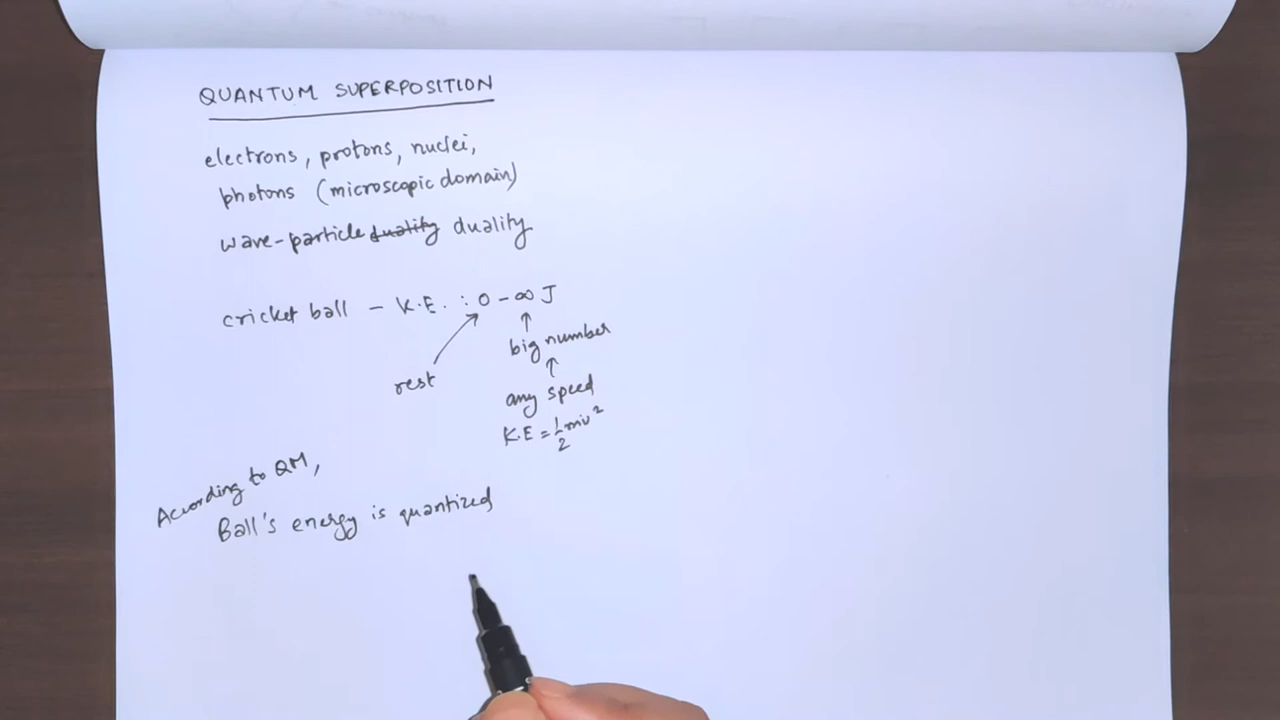 QUANTUM SUPERPOSITION
electrons, protons, nuclei,
photons (microscopic domain)
wave-particle duality duality
cricket ball - K.E. : 0 - ∞ J
rest
↑
big number
↑
any speed
K.E = 1/2 mv²
According to QM,
Ball's energy is quantized